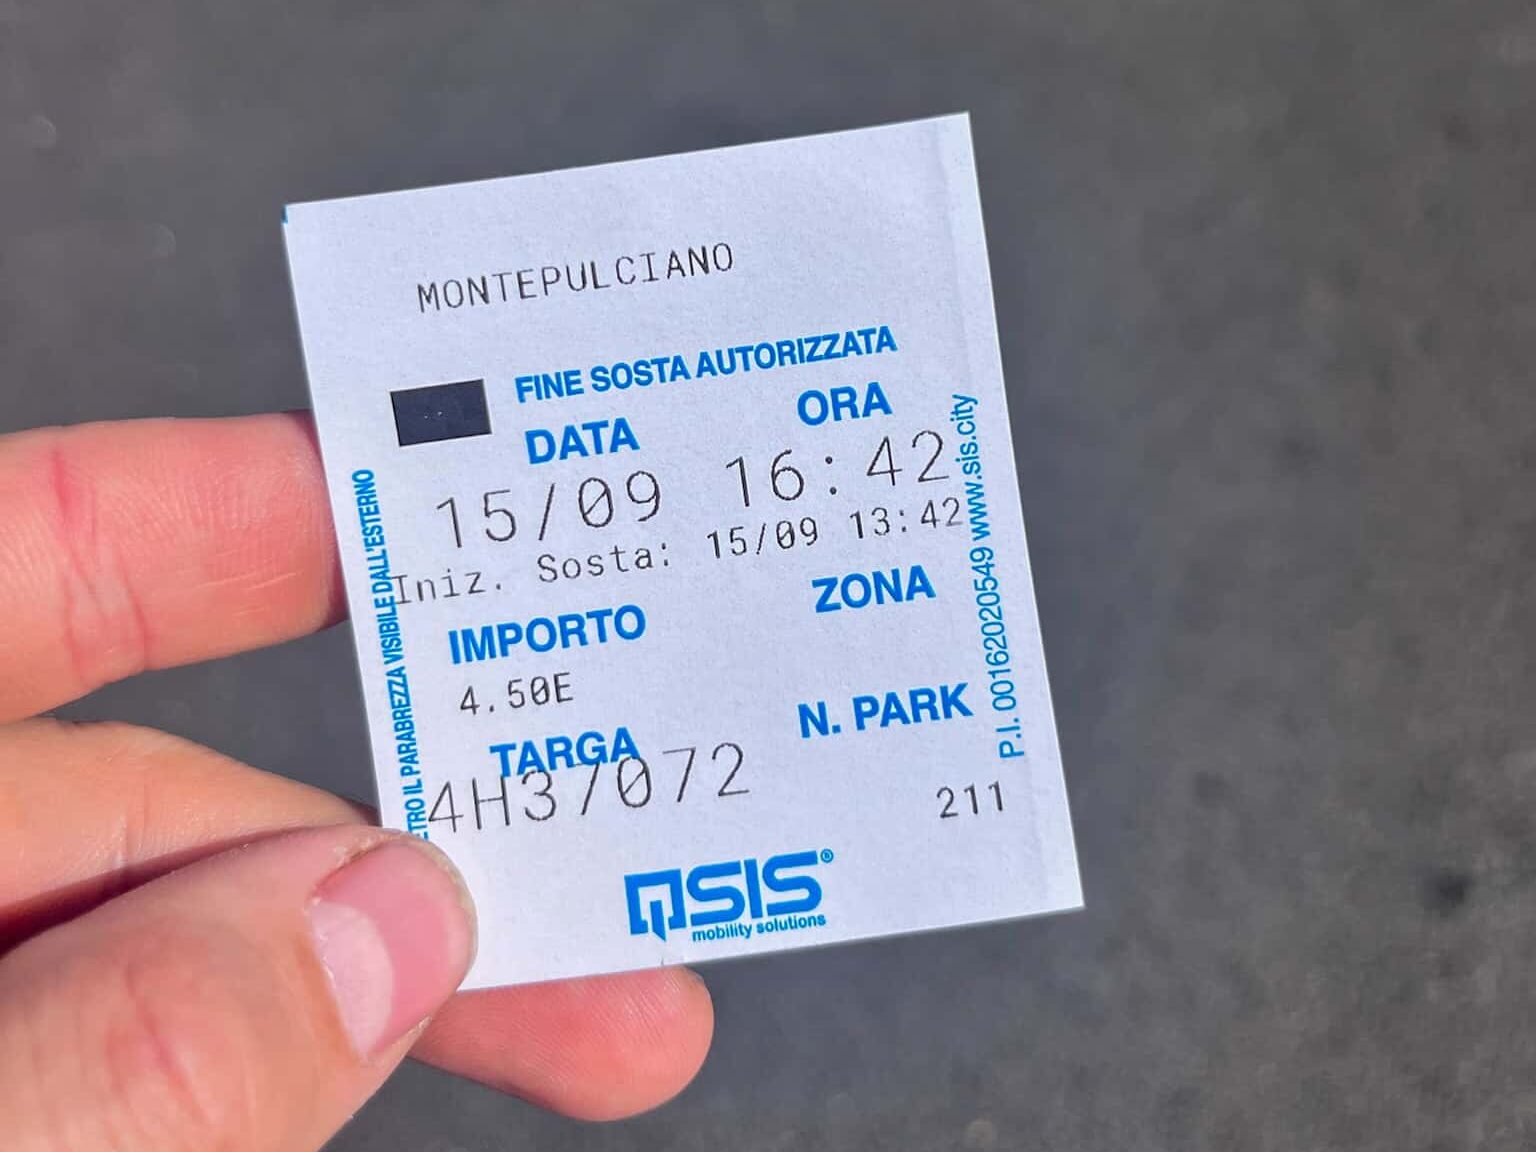 MONTEPULCIANO
FINE SOSTA AUTORIZZATA
DATA ORA
15/09 16:42
Iniz. Sosta: 15/09 13:42
IMPORTO ZONA
4.50E
TARGA N. PARK
4H37072
211
QSIS®
mobility solutions
IL PARABREZZA VISIBILE DALL'ESTERNO
P.I. 00162020549 www.sis.city